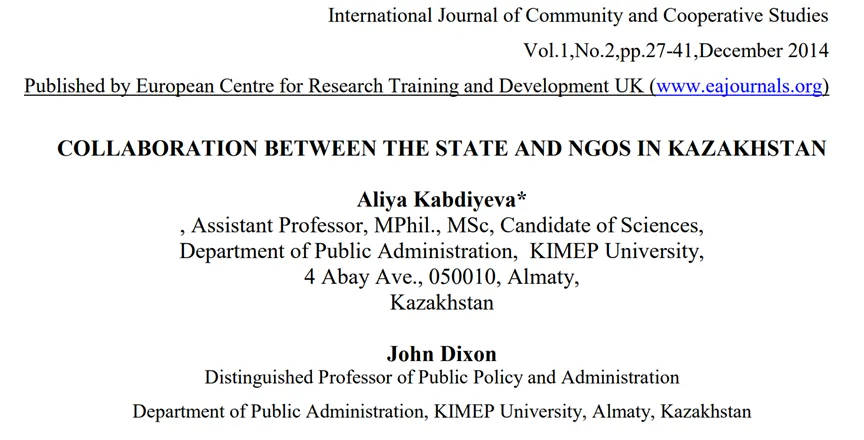 International Journal of Community and Cooperative Studies
Vol.1,No.2,pp.27-41,December 2014
Published by European Centre for Research Training and Development UK (www.eajournals.org)
COLLABORATION BETWEEN THE STATE AND NGOS IN KAZAKHSTAN
Aliya Kabdiyeva*
, Assistant Professor, MPhil., MSc, Candidate of Sciences,
Department of Public Administration, KIMEP University,
4 Abay Ave., 050010, Almaty,
Kazakhstan
John Dixon
Distinguished Professor of Public Policy and Administration
Department of Public Administration, KIMEP University, Almaty, Kazakhstan